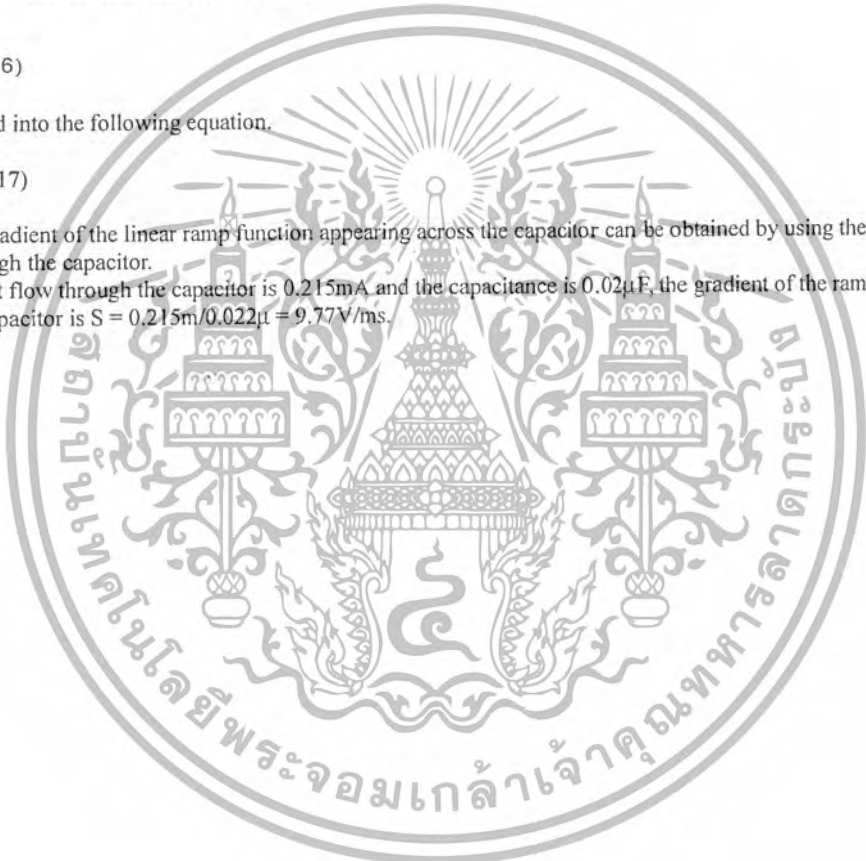 6)
d into the following equation.
17)
adient of the linear ramp function appearing across the capacitor can be obtained by using the
gh the capacitor.
t flow through the capacitor is 0.215mA and the capacitance is 0.02μF, the gradient of the ram
pacitor is S = 0.215m/0.022μ = 9.77V/ms.
สถาบันเทคโนโลยีพระจอมเกล้าเจ้าคุณทหารลาดกระบัง